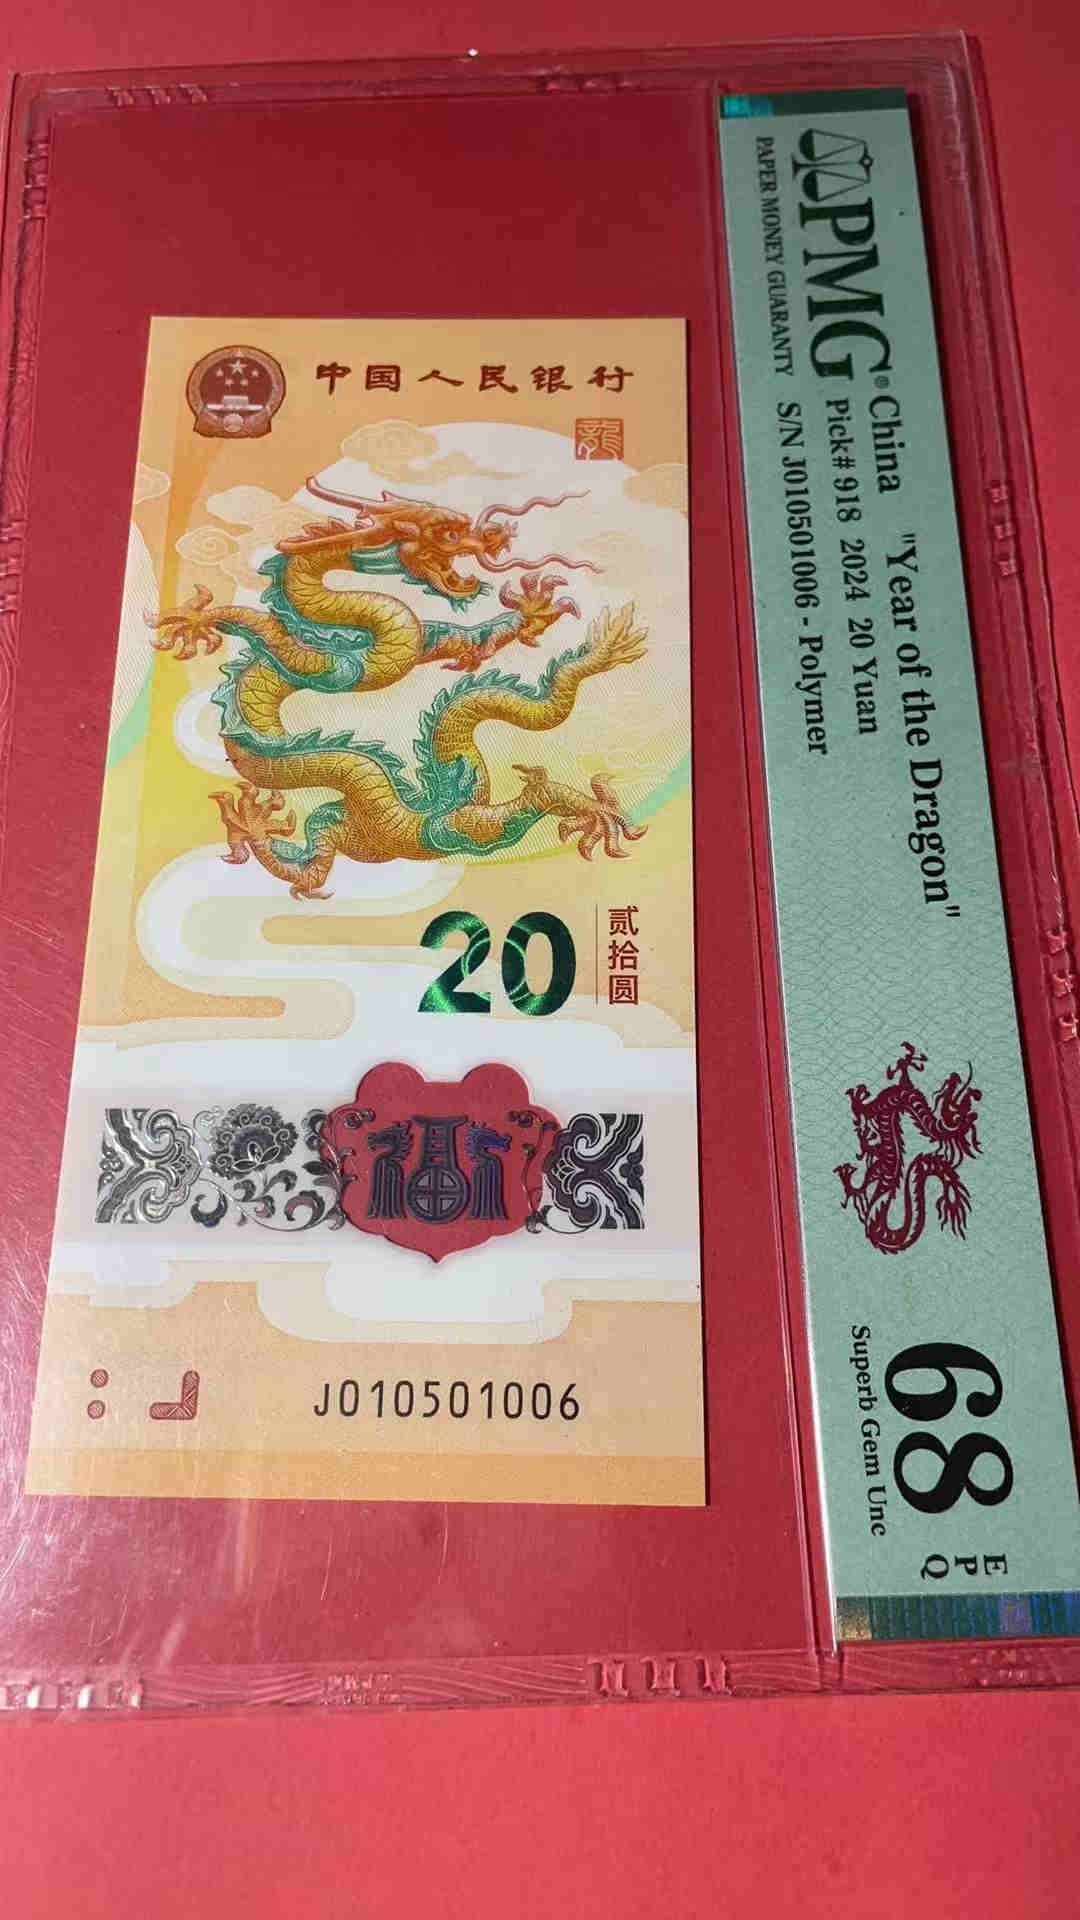 中国人民银行
龍
20
贰拾圆
福
J010501006
PMG®
PAPER MONEY GUARANTY
China "Year of the Dragon"
Pick# 918 2024 20 Yuan
S/N J010501006 - Polymer
68
Superb Gem Unc
EPQ